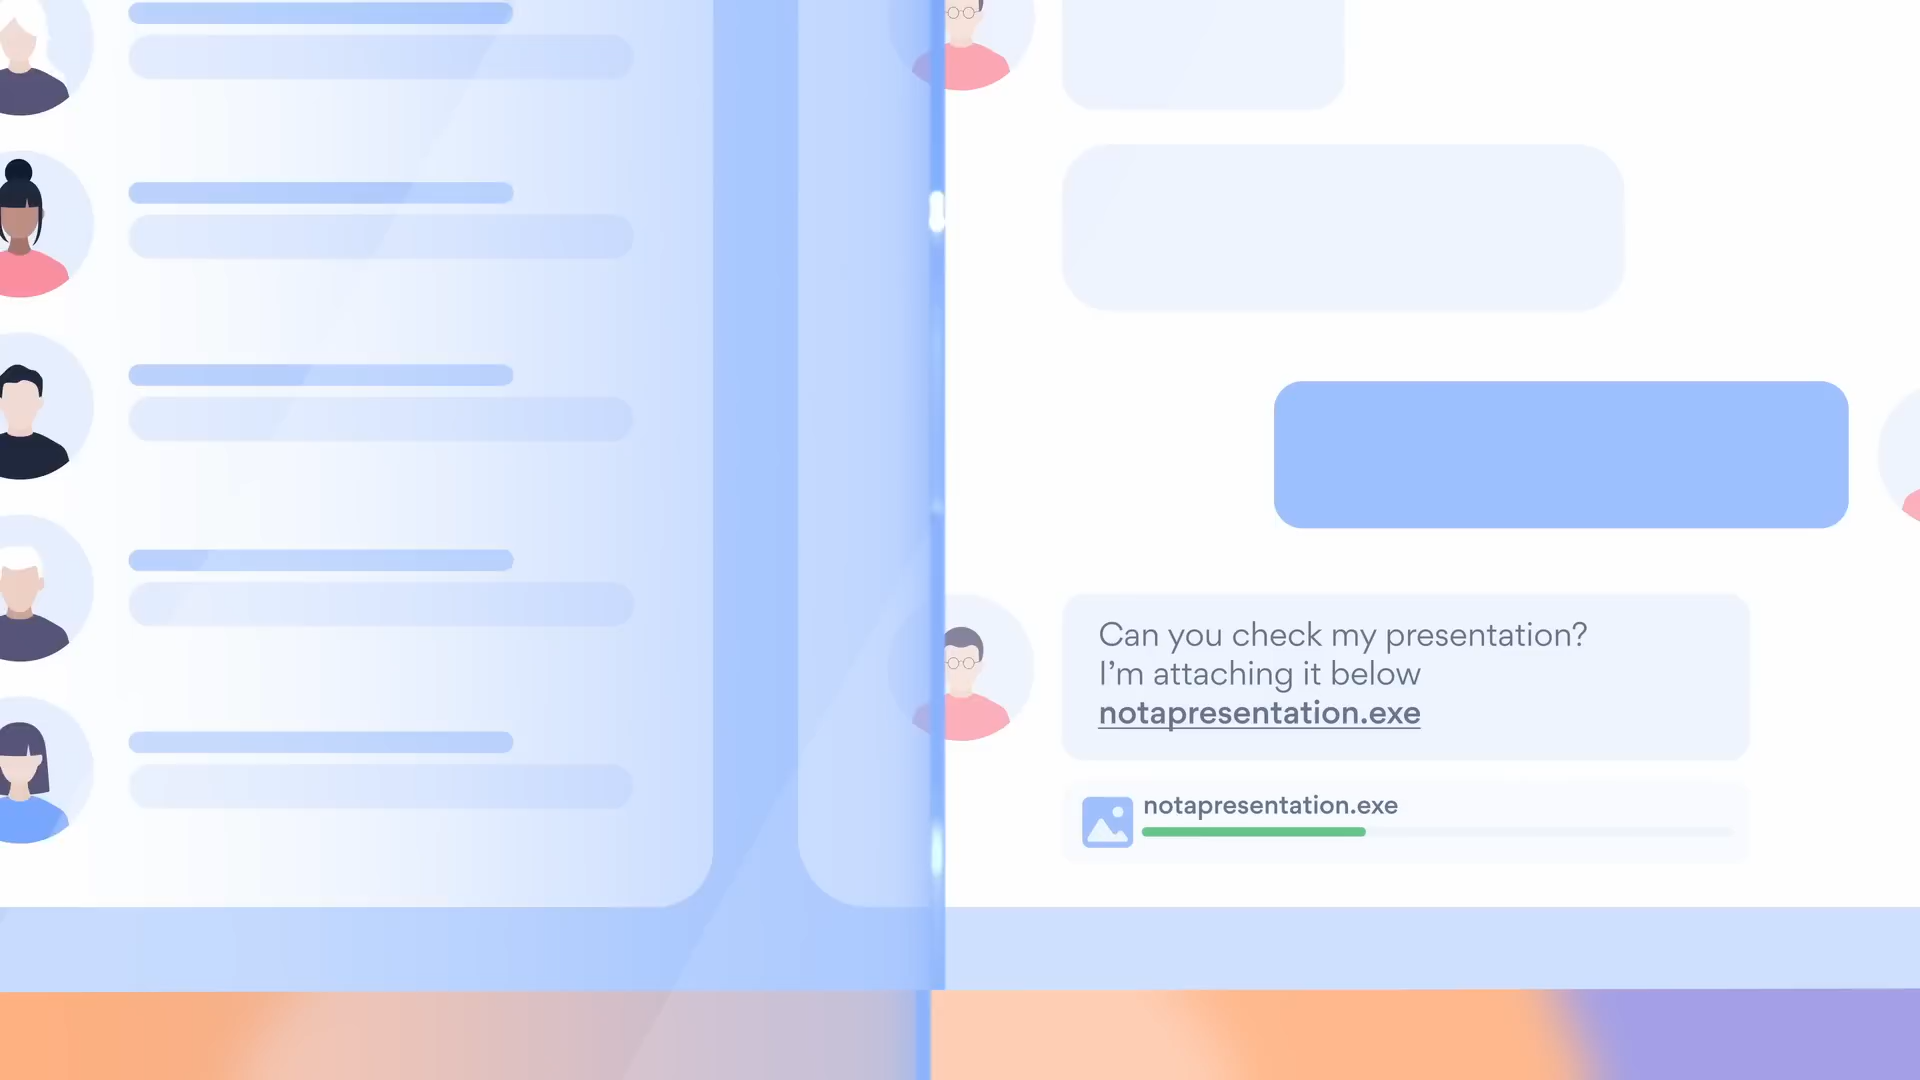 Can you check my presentation?
I’m attaching it below
notapresentation.exe
notapresentation.exe